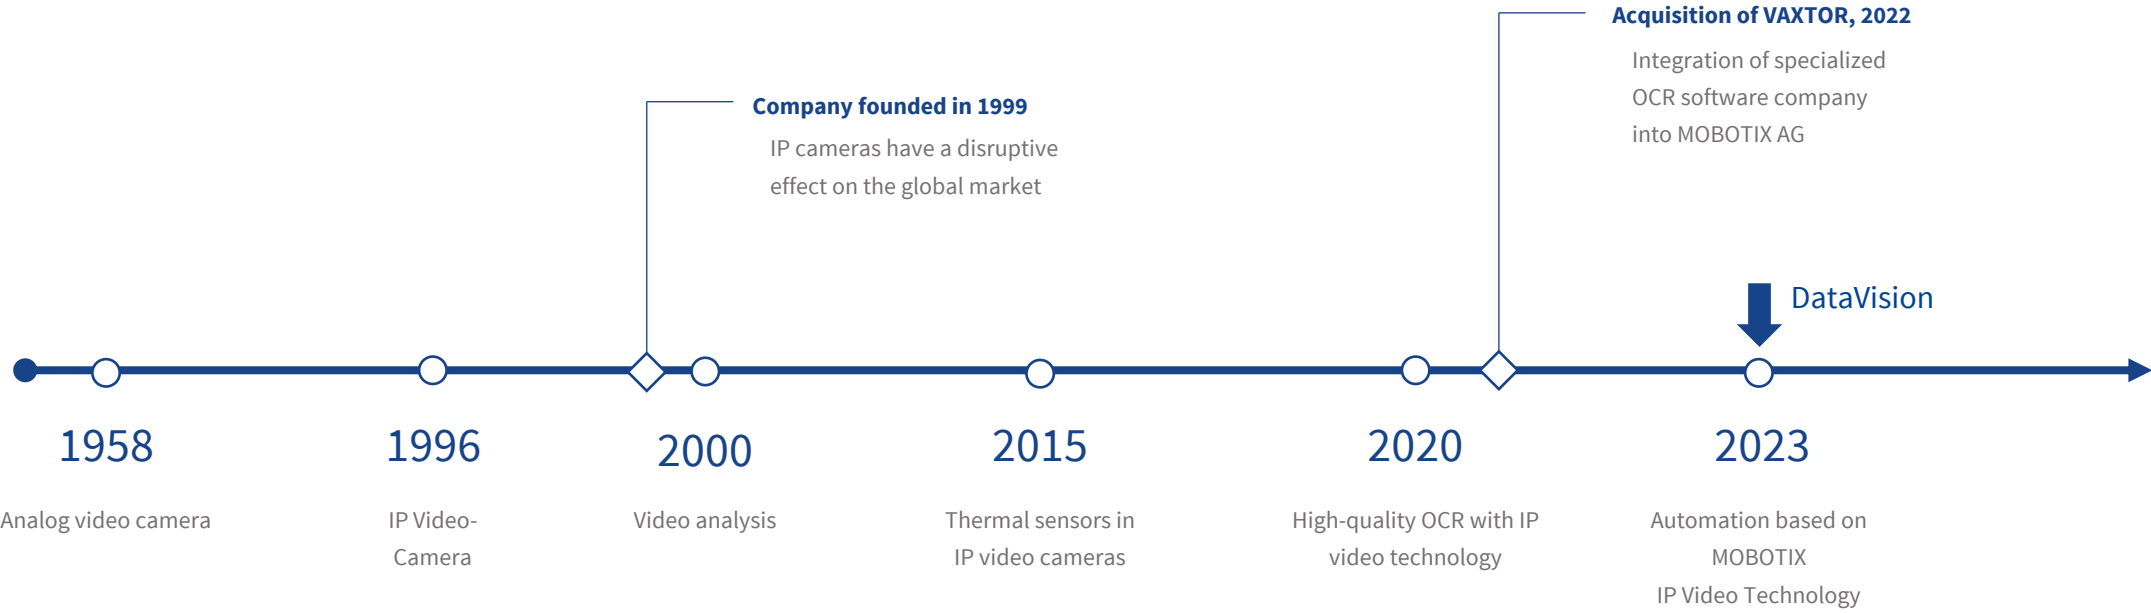 Acquisition of VAXTOR, 2022
Integration of specialized
OCR software company
into MOBOTIX AG
Company founded in 1999
IP cameras have a disruptive
effect on the global market
DataVision
1958
Analog video camera
1996
IP Video-
Camera
2000
Video analysis
2015
Thermal sensors in
IP video cameras
2020
High-quality OCR with IP
video technology
2023
Automation based on
MOBOTIX
IP Video Technology